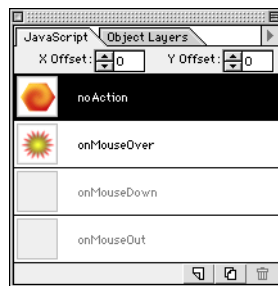 JavaScript Object Layers
X Offset: 0 Y Offset: 0
noAction
onMouseOver
onMouseDown
onMouseOut